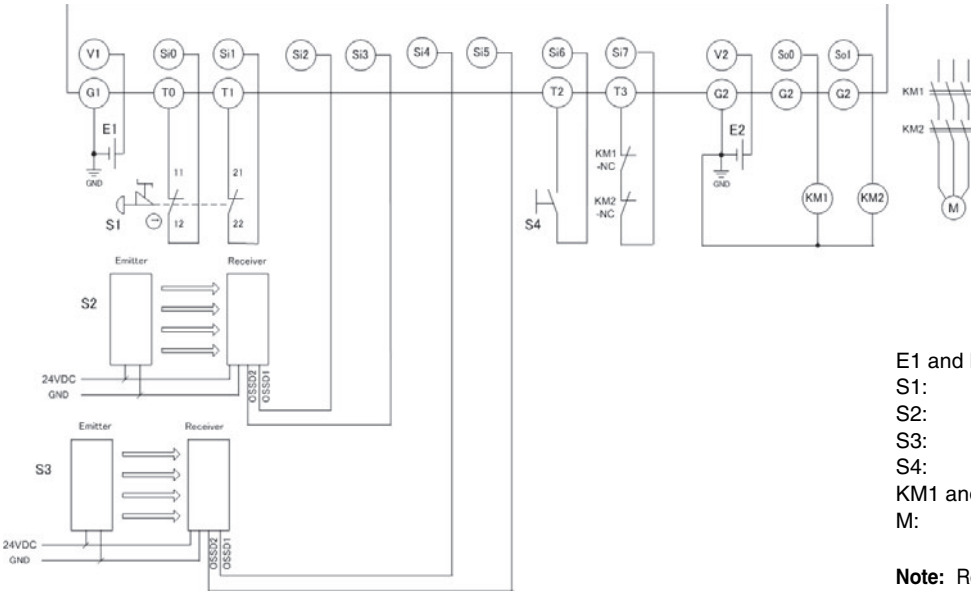 V1 Si0 Si1 Si2 Si3 Si4 Si5 Si6 Si7 V2 So0 So1
G1 T0 T1 T2 T3 G2 G2 G2
E1
GND
11 21
12 22
S1
S4
KM1
-NC
KM2
-NC
E2
GND
KM1 KM2
KM1
KM2
M
Emitter Receiver
S2
24VDC
GND
OSSD2
OSSD1
Emitter Receiver
S3
24VDC
GND
OSSD2
OSSD1
E1 and
S1:
S2:
S3:
S4:
KM1 an
M:
Note: R